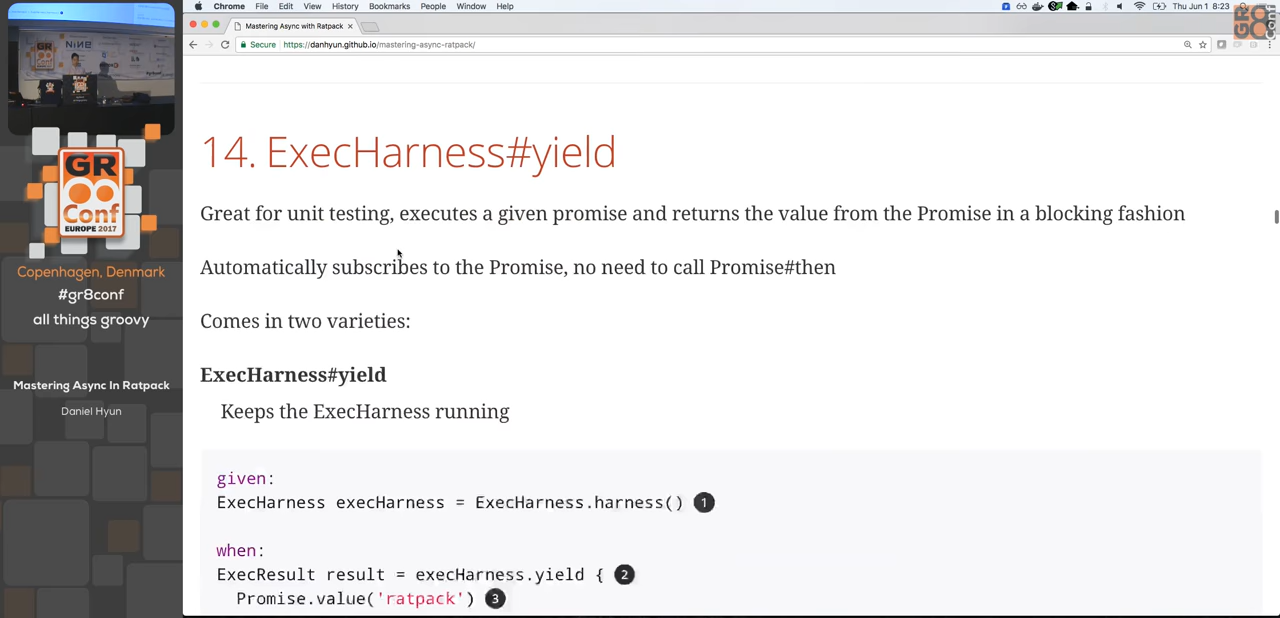 Chrome File Edit View History Bookmarks People Window Help
Thu Jun 1 8:23
Mastering Async with Ratpack
Secure https://danhyun.github.io/mastering-async-ratpack/
14. ExecHarness#yield
Great for unit testing, executes a given promise and returns the value from the Promise in a blocking fashion
Automatically subscribes to the Promise, no need to call Promise#then
Comes in two varieties:
ExecHarness#yield
Keeps the ExecHarness running
given:
ExecHarness execHarness = ExecHarness.harness() 1
when:
ExecResult result = execHarness.yield { 2
Promise.value('ratpack') 3
NINE
GR
Conf
EUROPE 2017
Copenhagen, Denmark
#gr8conf
all things groovy
Mastering Async In Ratpack
Daniel Hyun